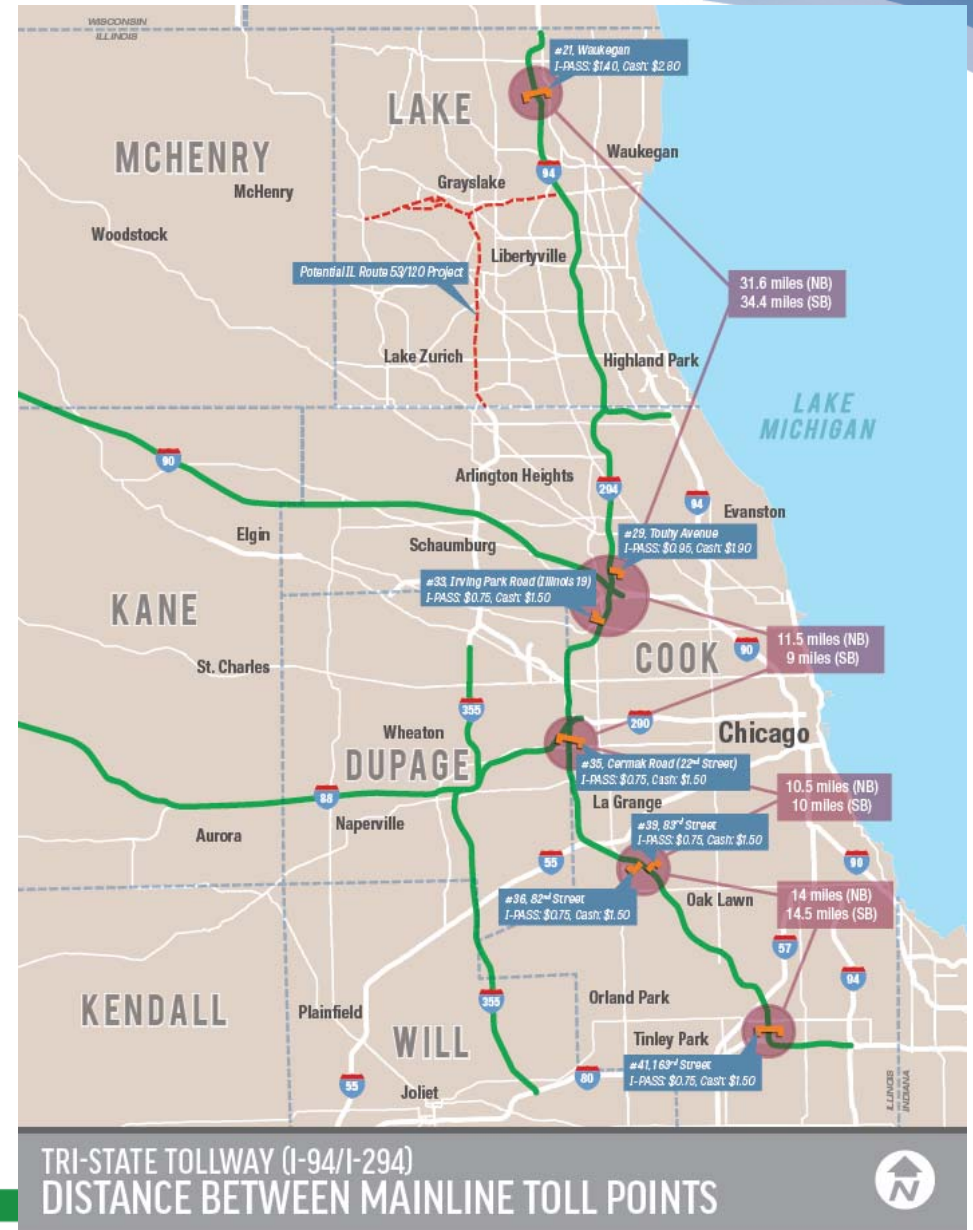 WISCONSIN
ILLINOIS
#21, Waukegan
I-PASS: $1.40, Cash: $2.80
LAKE
MCHENRY
McHenry
Waukegan
94
Grayslake
Woodstock
Libertyville
Potential IL Route 53/120 Project
31.6 miles (NB)
34.4 miles (SB)
Lake Zurich
Highland Park
LAKE
MICHIGAN
90
Arlington Heights
294
94
Evanston
Elgin
Schaumburg
#29, Touhy Avenue
I-PASS: $0.95, Cash: $1.90
#33, Irving Park Road (Illinois 19)
I-PASS: $0.75, Cash: $1.50
KANE
COOK
90
11.5 miles (NB)
9 miles (SB)
St. Charles
355
290
Wheaton
Chicago
DUPAGE
#35, Cermak Road (22nd Street)
I-PASS: $0.75, Cash: $1.50
10.5 miles (NB)
10 miles (SB)
88
La Grange
Naperville
Aurora
#39, 83rd Street
I-PASS: $0.75, Cash: $1.50
55
90
#36, 82nd Street
I-PASS: $0.75, Cash: $1.50
Oak Lawn
14 miles (NB)
14.5 miles (SB)
57
94
KENDALL
Plainfield
355
Orland Park
WILL
Tinley Park
#41, 163rd Street
I-PASS: $0.75, Cash: $1.50
80
55
Joliet
ILLINOIS
INDIANA
TRI-STATE TOLLWAY (I-94/I-294)
DISTANCE BETWEEN MAINLINE TOLL POINTS
N